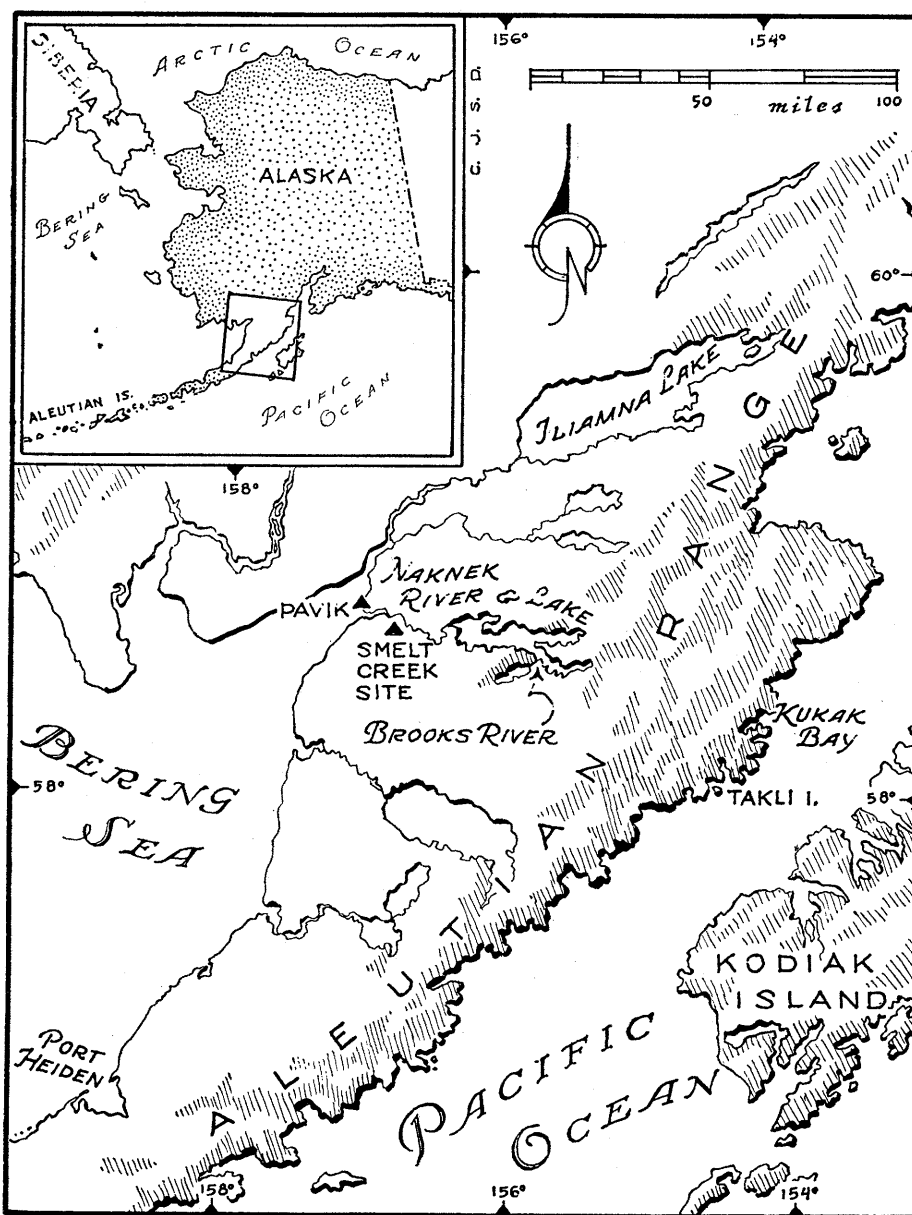 SIBERIA
ARCTIC OCEAN
ALASKA
BERING
SEA
ALEUTIAN IS.
PACIFIC
OCEAN
156°
154°
50
miles
100
60°
158°
ILIAMNA LAKE
NAKNEK
RIVER & LAKE
PAVIK
SMELT
CREEK
SITE
BROOKS RIVER
KUKAK
BAY
TAKLI I.
BERING
SEA
58°
58°
ALEUTIAN RANGE
KODIAK
ISLAND
PORT
HEIDEN
PACIFIC
OCEAN
158°
156°
154°
N